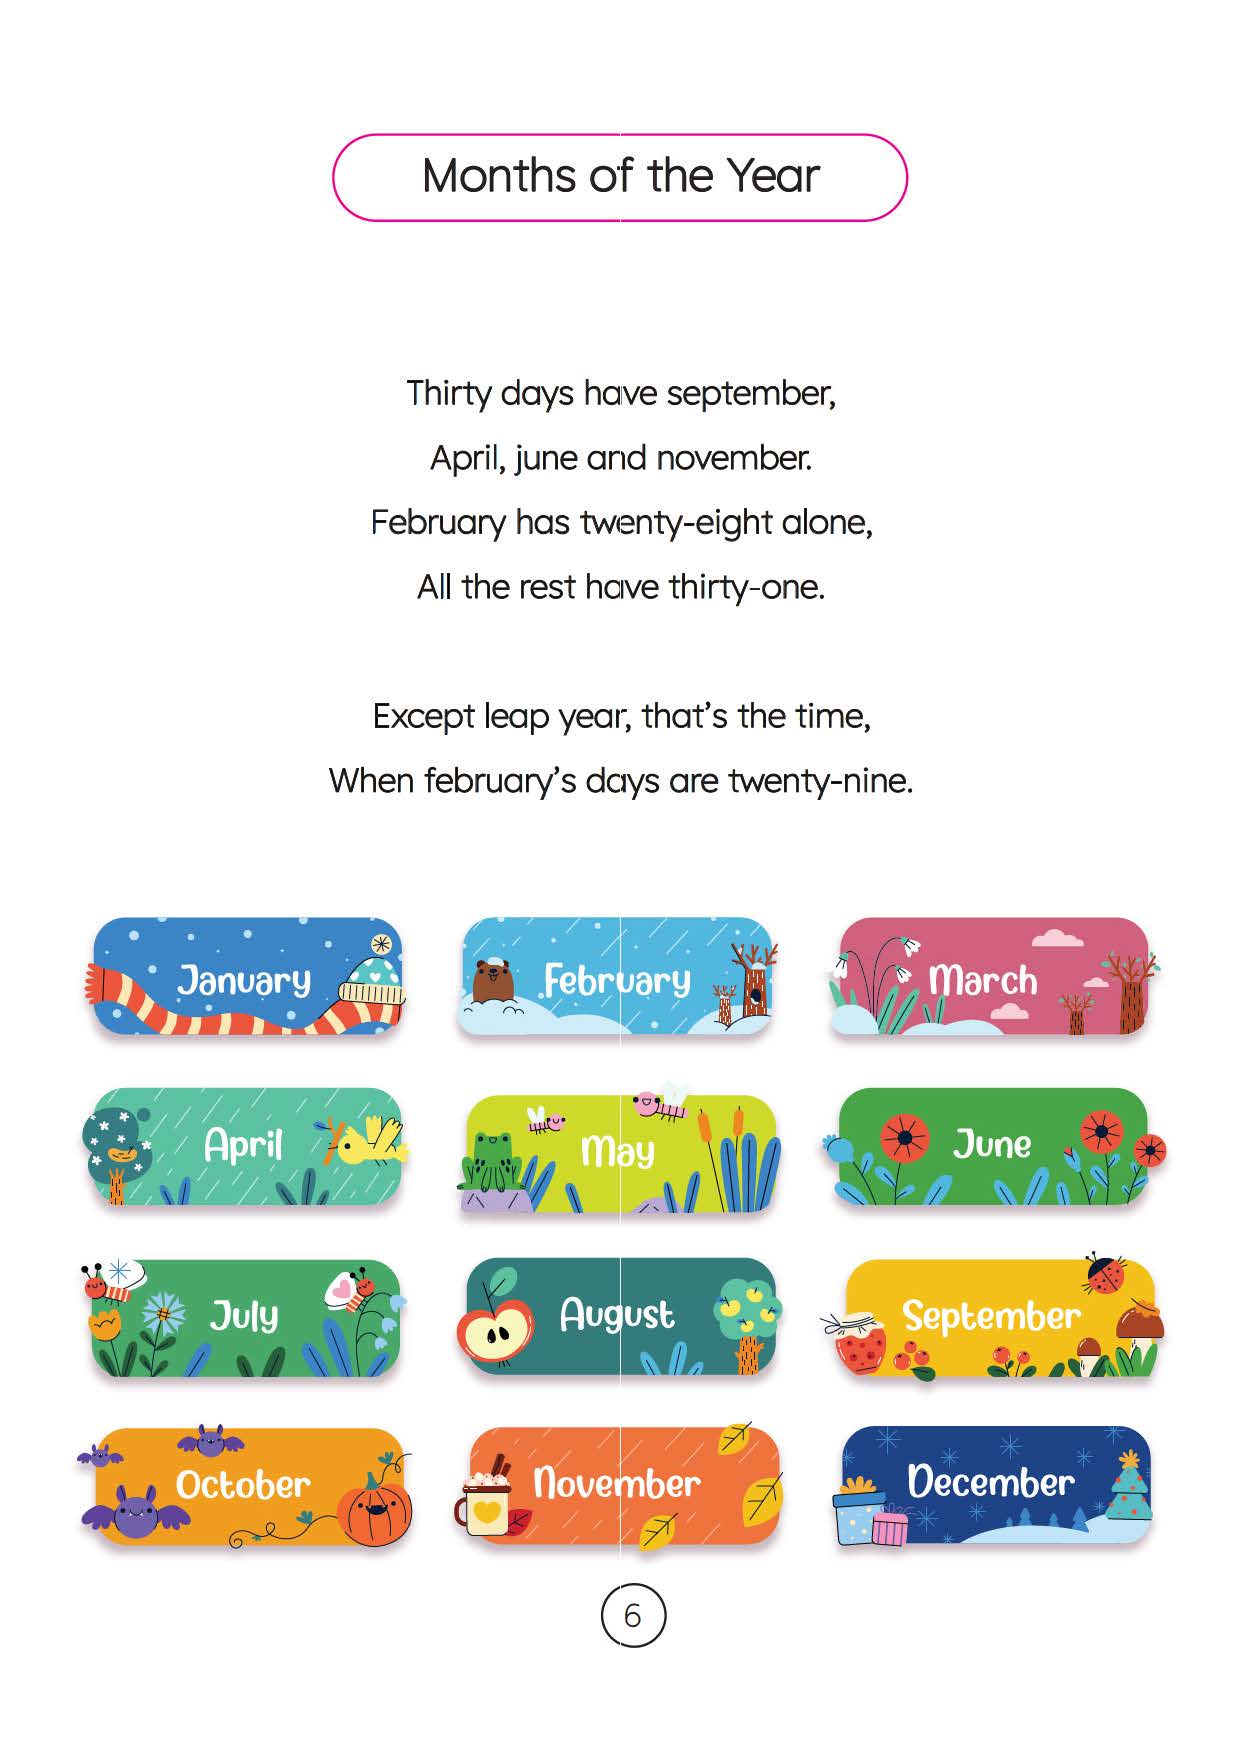 Months of the Year
Thirty days have september,
April, june and november.
February has twenty-eight alone,
All the rest have thirty-one.
Except leap year, that's the time,
When february's days are twenty-nine.
January
February
March
April
May
June
July
August
September
October
November
December
6